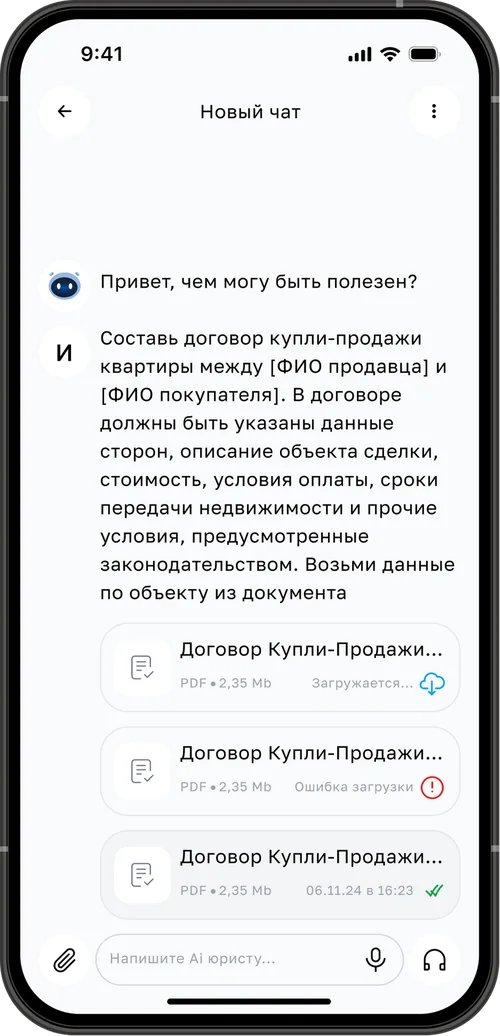 9:41
Новый чат
Привет, чем могу быть полезен?
И
Составь договор купли-продажи
квартиры между [ФИО продавца] и
[ФИО покупателя]. В договоре
должны быть указаны данные
сторон, описание объекта сделки,
стоимость, условия оплаты, сроки
передачи недвижимости и прочие
условия, предусмотренные
законодательством. Возьми данные
по объекту из документа
Договор Купли-Продажи...
PDF • 2,35 Mb Загружается...
Договор Купли-Продажи...
PDF • 2,35 Mb Ошибка загрузки
Договор Купли-Продажи...
PDF • 2,35 Mb 06.11.24 в 16:23
Напишите Ai юристу...